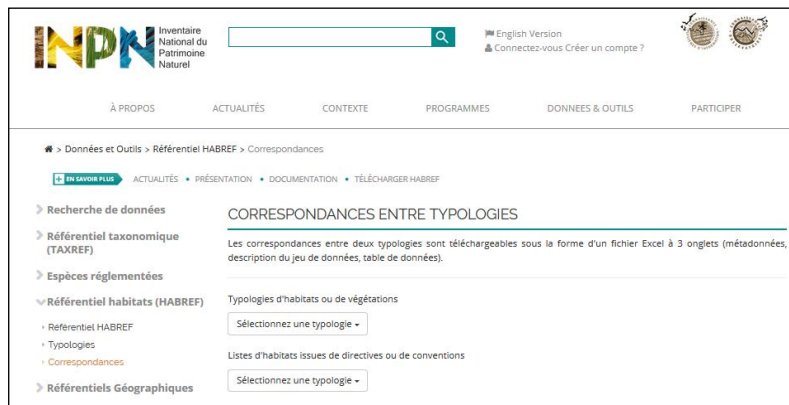 INPN
Inventaire
National du
Patrimoine
Naturel
English Version
Connectez-vous Créer un compte ?
À PROPOS ACTUALITÉS CONTEXTE PROGRAMMES DONNEES & OUTILS PARTICIPER
> Données et Outils > Référentiel HABREF > Correspondances
+ EN SAVOIR PLUS ACTUALITÉS • PRÉSENTATION • DOCUMENTATION • TÉLÉCHARGER HABREF
Recherche de données
Référentiel taxonomique
(TAXREF)
Espèces réglementées
Référentiel habitats (HABREF)
Référentiel HABREF
Typologies
Correspondances
Référentiels Géographiques
CORRESPONDANCES ENTRE TYPOLOGIES
Les correspondances entre deux typologies sont téléchargeables sous la forme d'un fichier Excel à 3 onglets (métadonnées,
description du jeu de données, table de données).
Typologies d'habitats ou de végétations
Sélectionnez une typologie
Listes d'habitats issues de directives ou de conventions
Sélectionnez une typologie